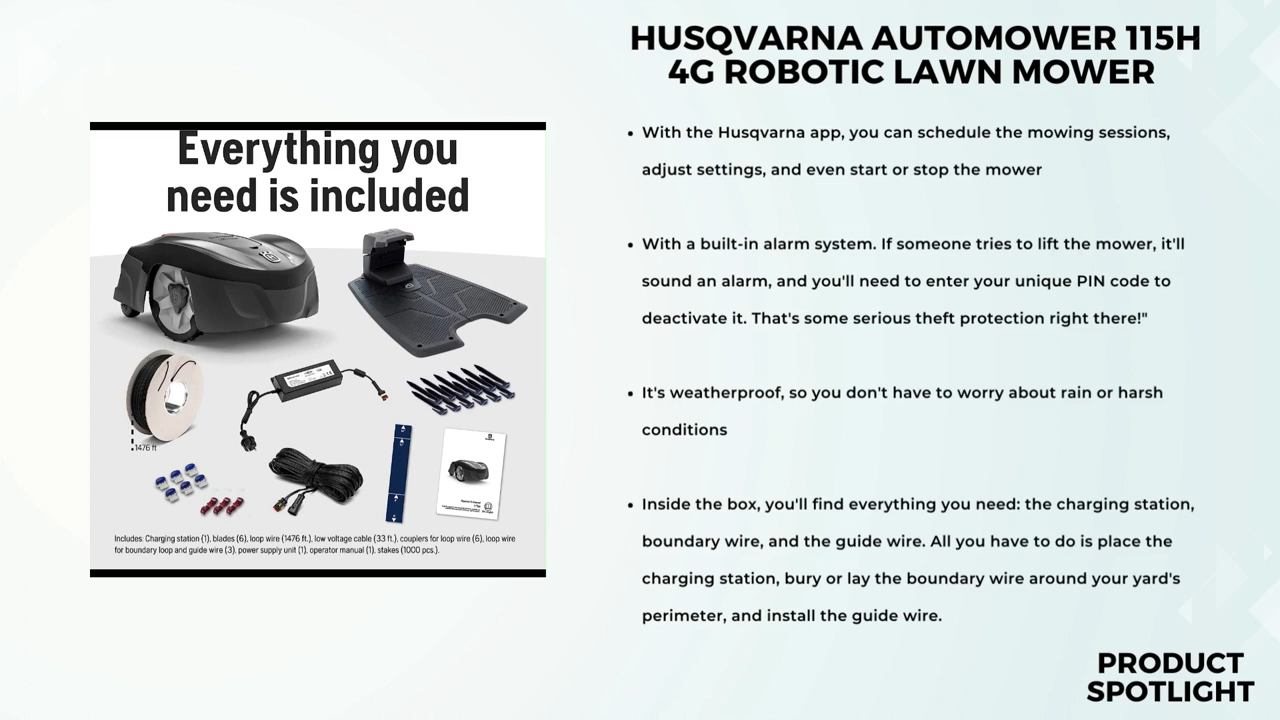 HUSQVARNA AUTOMOWER 115H
4G ROBOTIC LAWN MOWER
Everything you
need is included
1476 ft
Includes: Charging station (1), blades (6), loop wire (1476 ft.), low voltage cable (33 ft.), couplers for loop wire (6), loop wire
for boundary loop and guide wire (3), power supply unit (1), operator manual (1), stakes (1000 pcs.).
• With the Husqvarna app, you can schedule the mowing sessions,
adjust settings, and even start or stop the mower
• With a built-in alarm system. If someone tries to lift the mower, it'll
sound an alarm, and you'll need to enter your unique PIN code to
deactivate it. That's some serious theft protection right there!"
• It's weatherproof, so you don't have to worry about rain or harsh
conditions
• Inside the box, you'll find everything you need: the charging station,
boundary wire, and the guide wire. All you have to do is place the
charging station, bury or lay the boundary wire around your yard's
perimeter, and install the guide wire.
PRODUCT
SPOTLIGHT